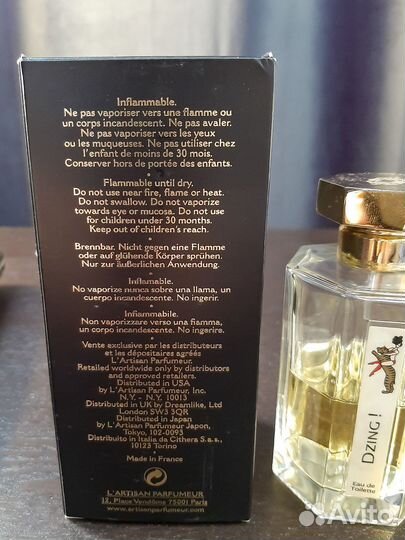 Inflammable.
Ne pas vaporiser vers une flamme ou
un corps incandescent. Ne pas avaler.
Ne pas vaporiser vers les yeux
ou les muqueuses. Ne pas utiliser chez
l'enfant de moins de 30 mois.
Conserver hors de portée des enfants.
Flammable until dry.
Do not use near fire, flame or heat.
Do not swallow. Do not vaporize
towards eye or mucosa. Do not use
for children under 30 months.
Keep out of children's reach.
Brennbar. Nicht gegen eine Flamme
oder auf glühende Körper sprühen.
Nur zur äußerlichen Anwendung.
Inflamable.
No vaporize nunca sobre una llama, un
cuerpo incandescente. No ingerir.
Infiammabile.
Non vaporizzare verso una fiamma,
un corpo incandescente. No ingerire.
Vente exclusive par les distributeurs
et les dépositaires agréés
L'Artisan Parfumeur.
Retailed worldwide only by distributors
and approved retailers.
Distributed in USA
by L'Artisan Parfumeur, Inc.
N.Y. - N.Y. 10013
Distributed in UK by Dreamlike, Ltd
London SW3 3QR
Distributed in Japan
by L'Artisan Parfumeur Japon,
Tokyo, 102-0093
Distribuito in Italia da Cithera S.a.s.,
10123 Torino
Made in France
L'ARTISAN PARFUMEUR
12, Place Vendôme 75001 Paris
www.artisanparfumeur.com
DZING !
Eau de
Toilette
Avito